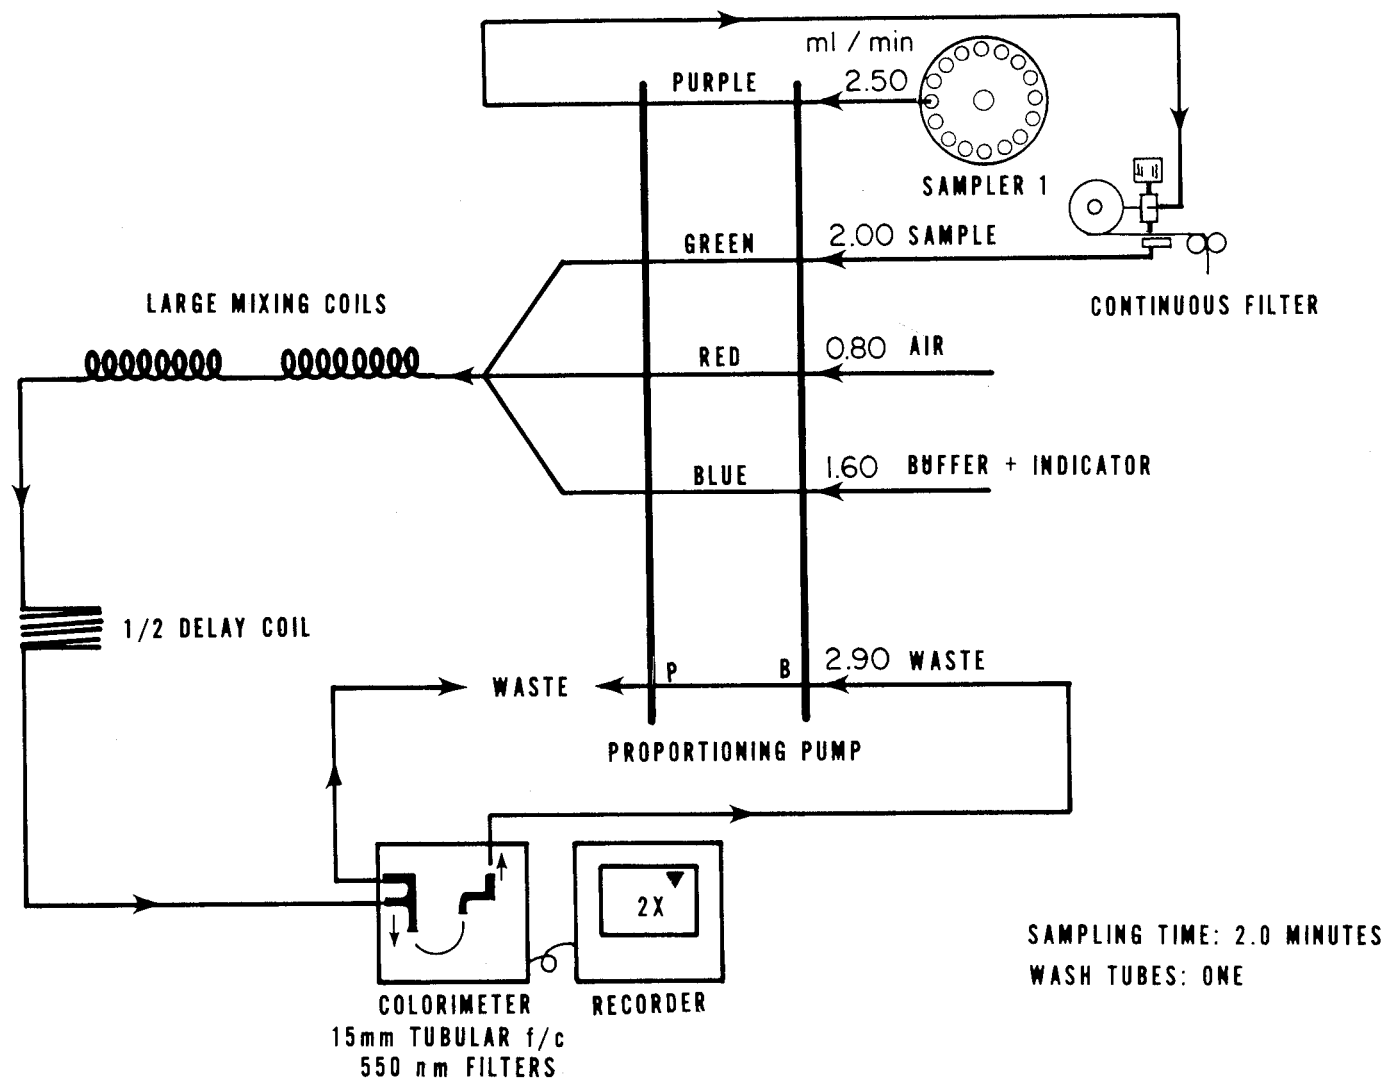 ml / min
PURPLE
2.50
SAMPLER 1
GREEN
2.00 SAMPLE
CONTINUOUS FILTER
LARGE MIXING COILS
RED
0.80 AIR
BLUE
1.60 BUFFER + INDICATOR
1/2 DELAY COIL
P
B
2.90 WASTE
WASTE
PROPORTIONING PUMP
2X
SAMPLING TIME: 2.0 MINUTES
WASH TUBES: ONE
COLORIMETER
RECORDER
15mm TUBULAR f/c
550 nm FILTERS